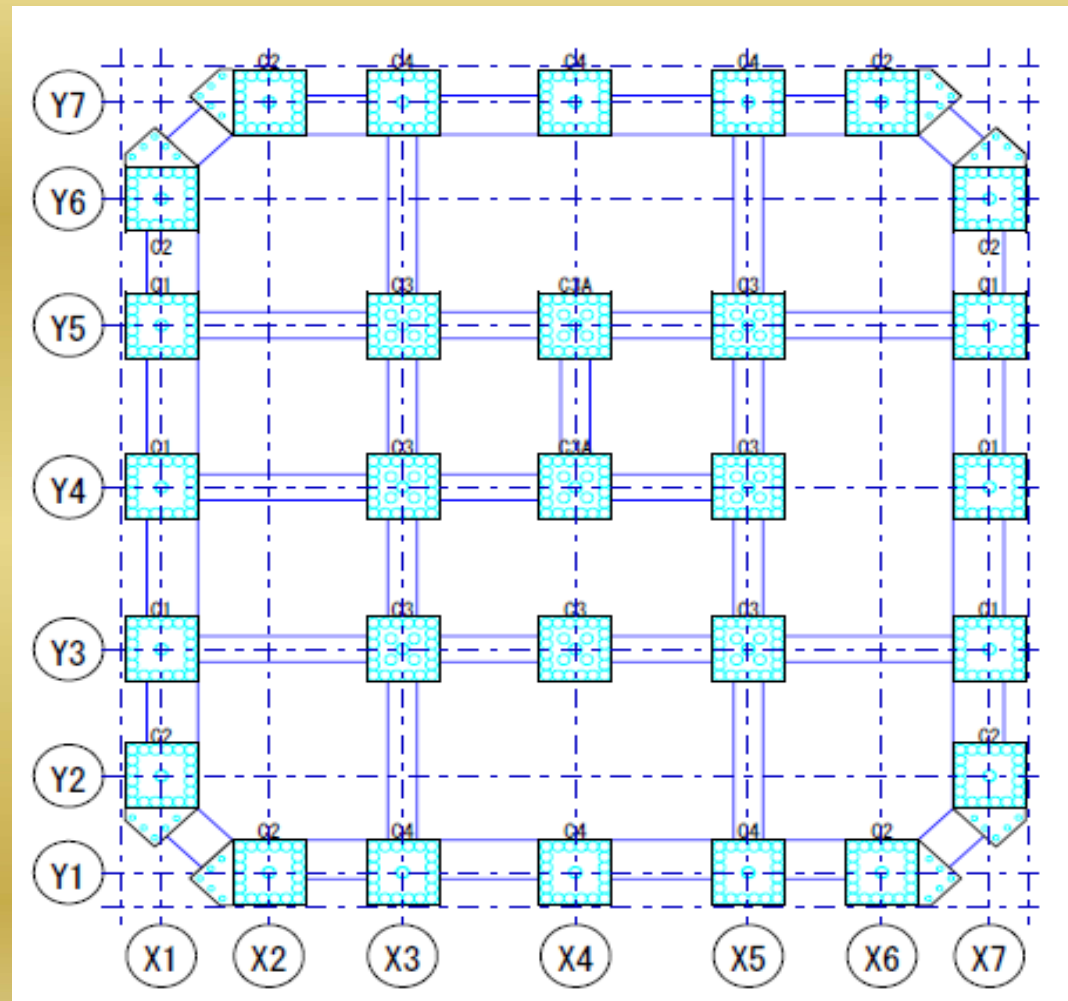 C2 C4 C4 C4 C2
Y7
Y6
C2 C2
C1 C3 C3A C3 C1
Y5
C1 C3 C3A C3 C1
Y4
C1 C3 C3 C3 C1
Y3
C2 C2
Y2
C2 C4 C4 C4 C2
Y1
X1 X2 X3 X4 X5 X6 X7